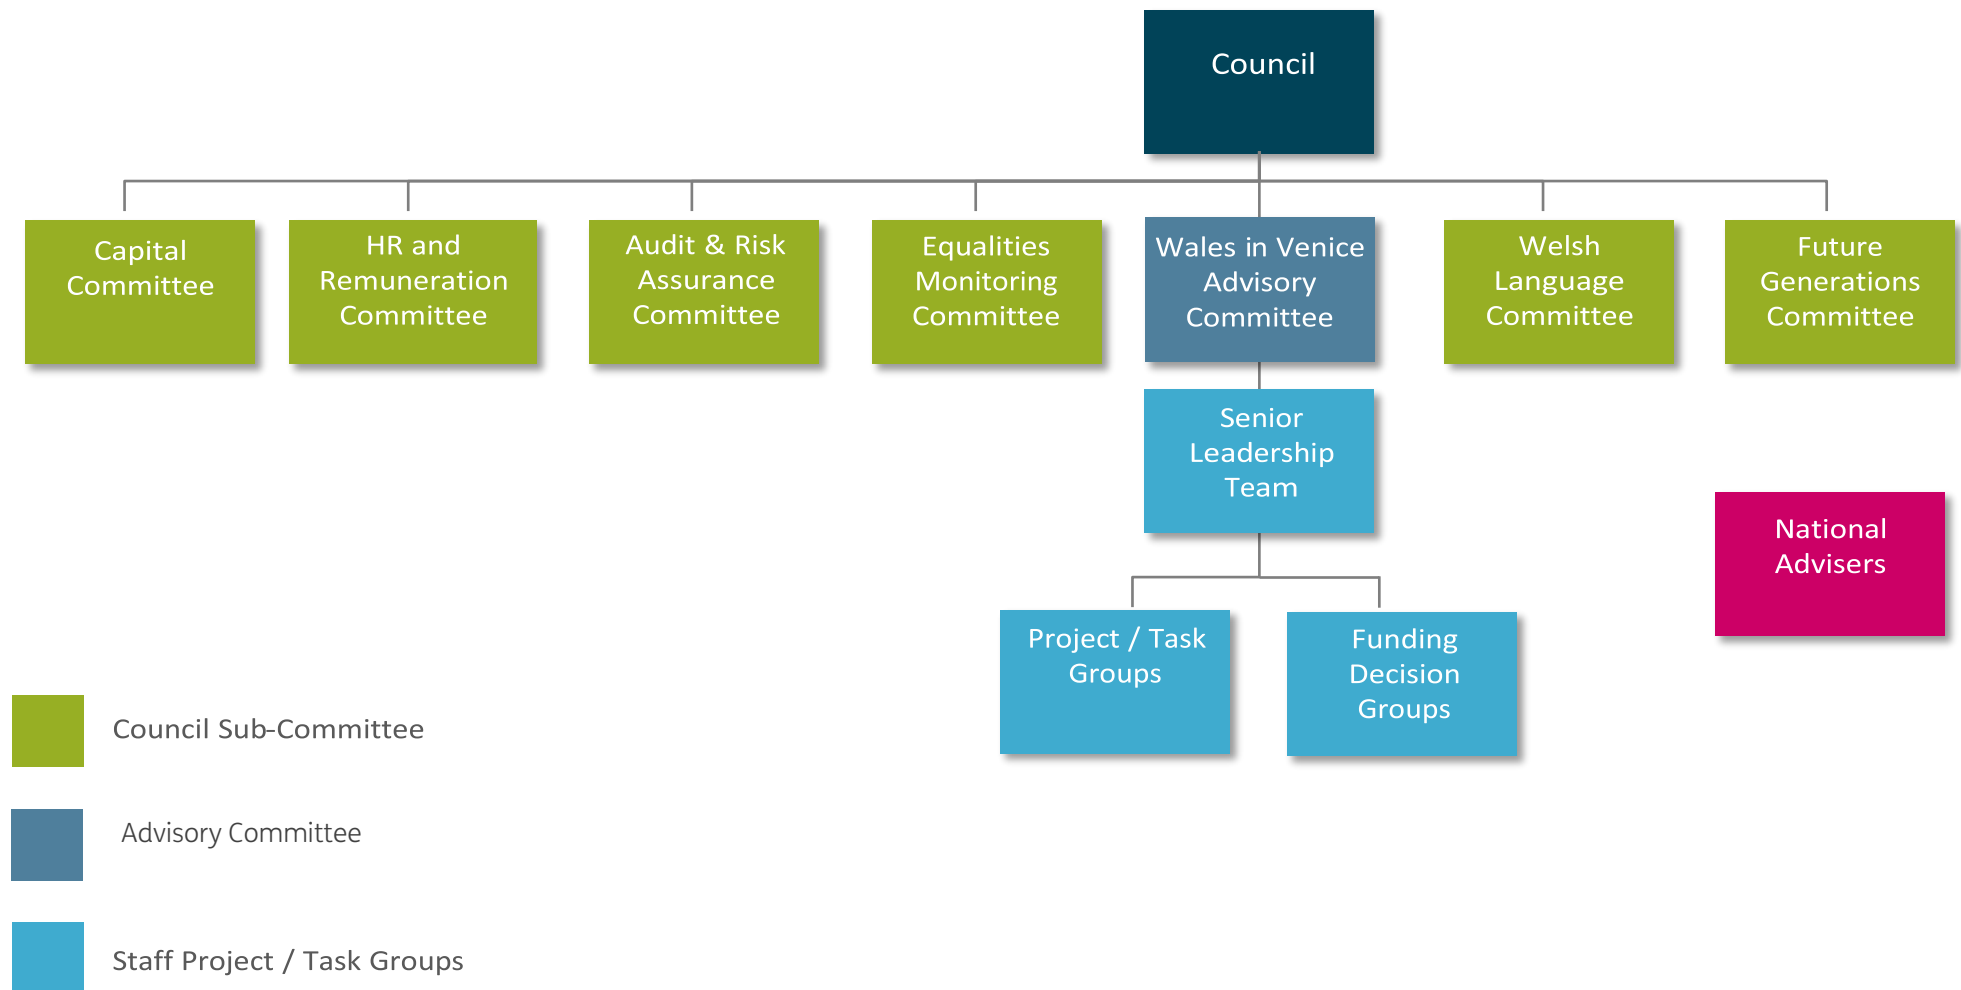 Council
Capital
Committee
HR and
Remuneration
Committee
Audit & Risk
Assurance
Committee
Equalities
Monitoring
Committee
Wales in Venice
Advisory
Committee
Welsh
Language
Committee
Future
Generations
Committee
Senior
Leadership
Team
National
Advisers
Project / Task
Groups
Funding
Decision
Groups
Council Sub-Committee
Advisory Committee
Staff Project / Task Groups